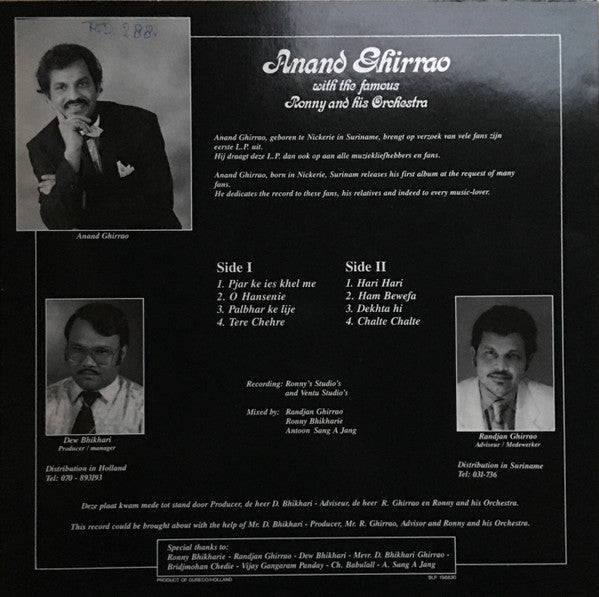 P.D. 288.
Anand Ghirrao
with the famous
Ronny and his Orchestra
Anand Ghirrao, geboren te Nickerie in Suriname, brengt op verzoek van vele fans zijn
eerste L.P. uit.
Hij draagt deze L.P. dan ook op aan alle muziekliefhebbers en fans.
Anand Ghirrao, born in Nickerie, Surinam releases his first album at the request of many
fans.
He dedicates the record to these fans, his relatives and indeed to every music-lover.
Anand Ghirrao
Side I
1. Pjar ke ies khel me
2. O Hansenie
3. Palbhar ke lije
4. Tere Chehre
Side II
1. Hari Hari
2. Ham Bewefa
3. Dekhta hi
4. Chalte Chalte
Recording: Ronny's Studio's
and Ventu Studio's
Mixed by: Randjan Ghirrao
Ronny Bhikharie
Antoon Sang A Jang
Dew Bhikhari
Producer / manager
Distribution in Holland
Tel: 070 - 893193
Randjan Ghirrao
Adviseur / Medewerker
Distribution in Suriname
Tel: 031-736
Deze plaat kwam mede tot stand door Producer, de heer D. Bhikhari - Adviseur, de heer R. Ghirrao en Ronny and his Orchestra.
This record could be brought about with the help of Mr. D. Bhikhari - Producer, Mr. R. Ghirrao, Advisor and Ronny and his Orchestra.
Special thanks to:
Ronny Bhikharie - Randjan Ghirrao - Dew Bhikhari - Mevr. D. Bhikhari Ghirrao -
Bridjmohan Chedie - Vijay Gangaram Panday - Ch. Babulall - A. Sang A Jang
PRODUCT OF SURECO/HOLLAND
SLP 198830